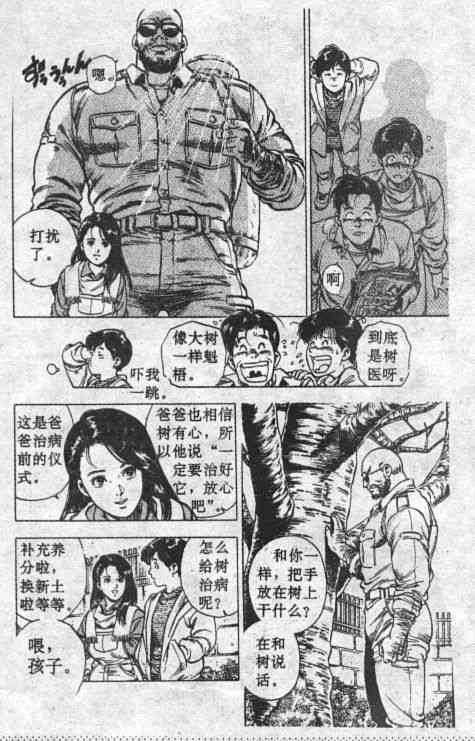 啊
嗯。
打扰
了。
到底
是树
医呀。
像大树
一样魁
梧。
吓我
一跳。
和你一
样，把手
放在树上
干什么？
在和
树说
话。
爸爸也相信
树有心，所
以他说“一
定要治好
它，放心
吧”。
这是爸
爸治病
前的仪
式。
怎么
给树
治病
呢？
补充养
分啦，
换新土
啦等等
喂，
孩子。